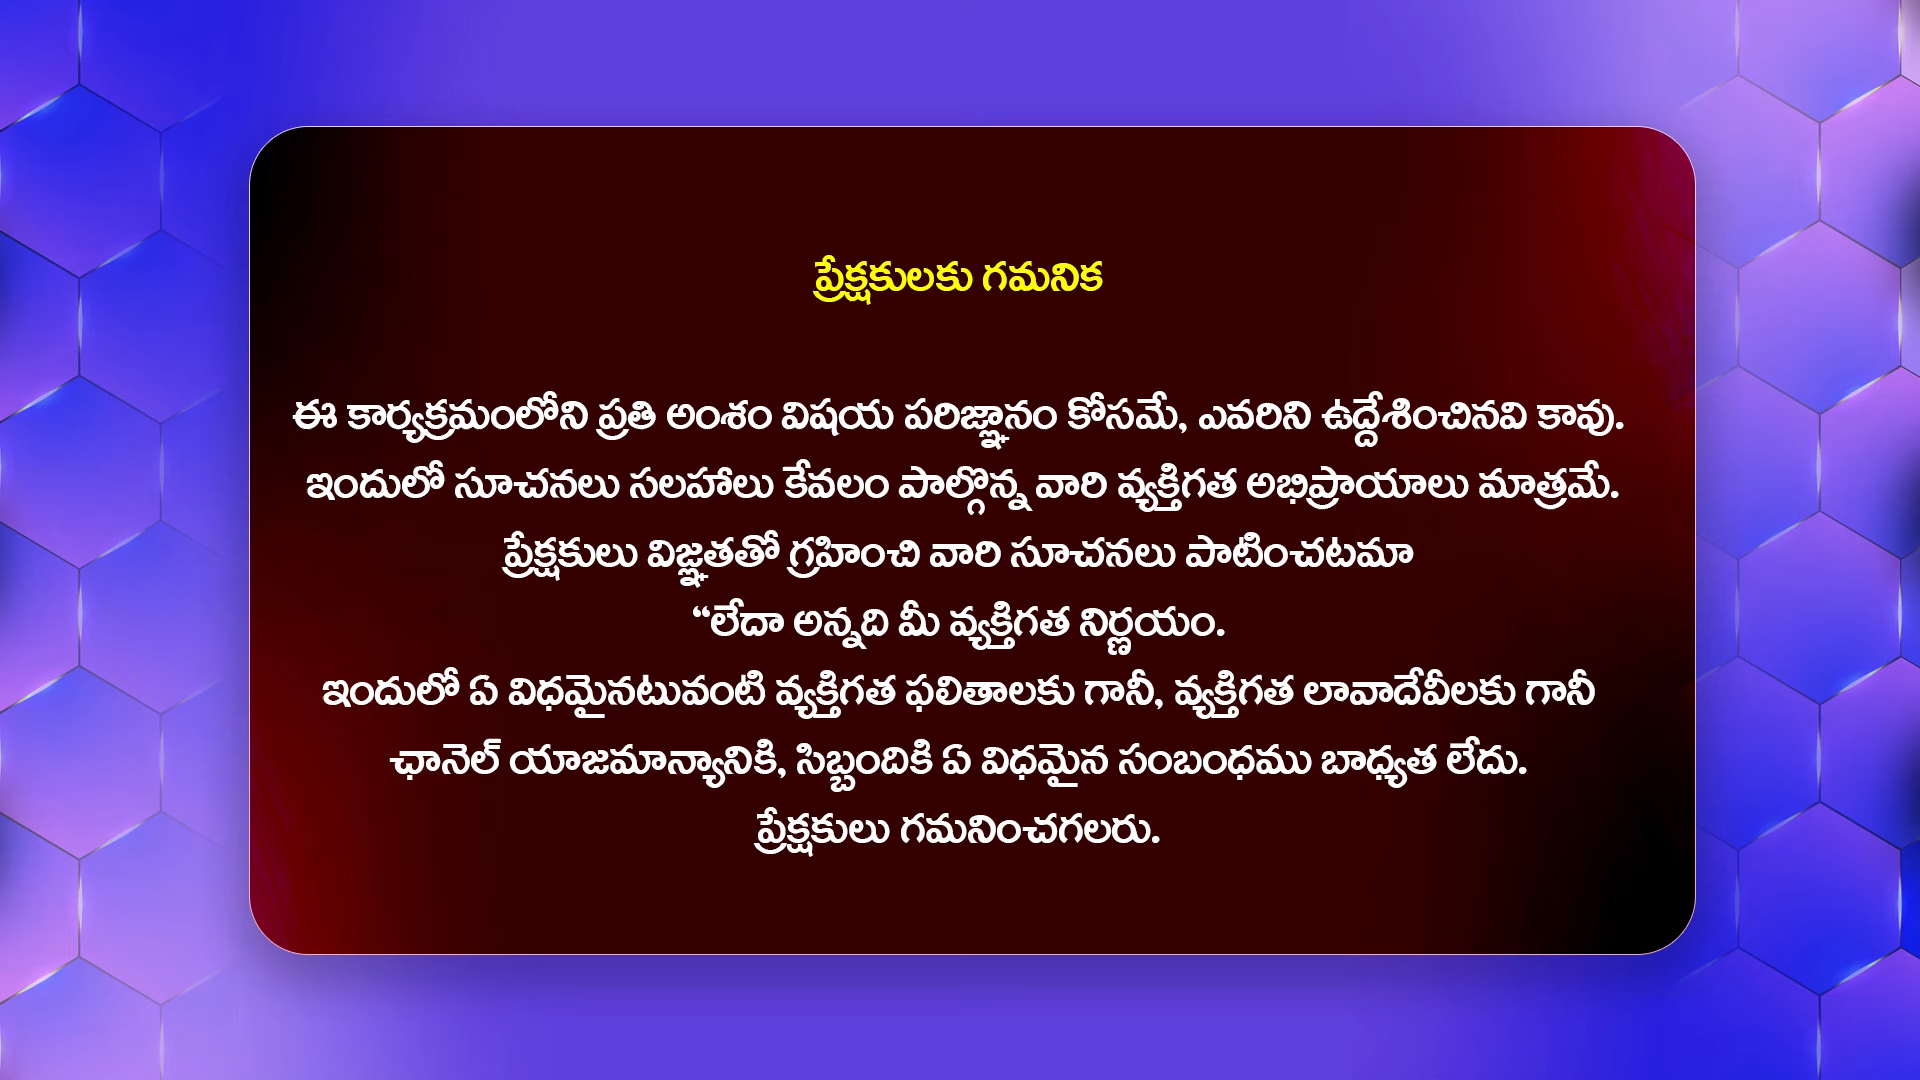 ప్రేక్షకులకు గమనిక
ఈ కార్యక్రమంలోని ప్రతి అంశం విషయ పరిజ్ఞానం కోసమే, ఎవరిని ఉద్దేశించినవి కావు.
ఇందులో సూచనలు సలహాలు కేవలం పాల్గొన్న వారి వ్యక్తిగత అభిప్రాయాలు మాత్రమే.
ప్రేక్షకులు విజ్ఞతతో గ్రహించి వారి సూచనలు పాటించటమా
“లేదా అన్నది మీ వ్యక్తిగత నిర్ణయం.
ఇందులో ఏ విధమైనటువంటి వ్యక్తిగత ఫలితాలకు గానీ, వ్యక్తిగత లావాదేవీలకు గానీ
ఛానెల్ యాజమాన్యానికి, సిబ్బందికి ఏ విధమైన సంబంధము బాధ్యత లేదు.
ప్రేక్షకులు గమనించగలరు.